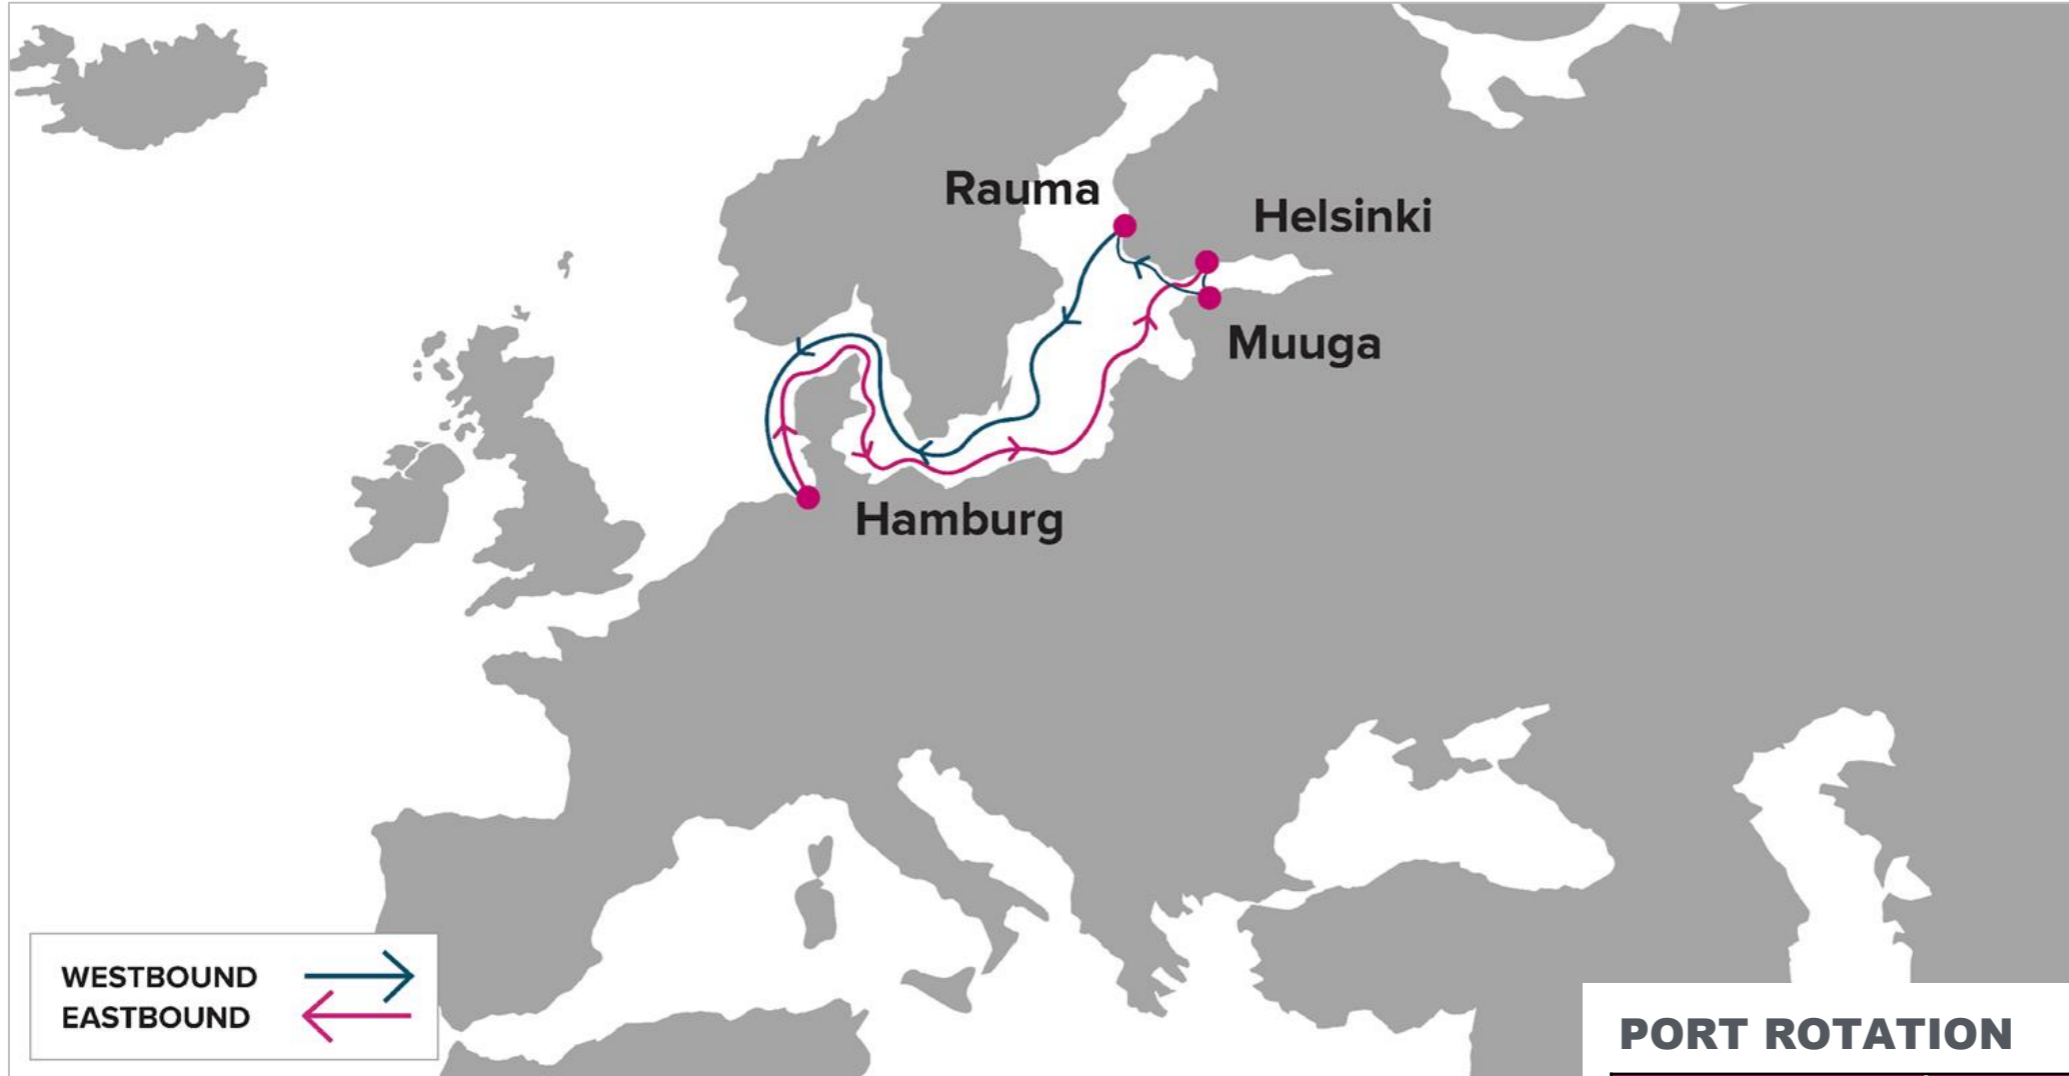 Rauma
Helsinki
Muuga
Hamburg
WESTBOUND
EASTBOUND
PORT ROTATION